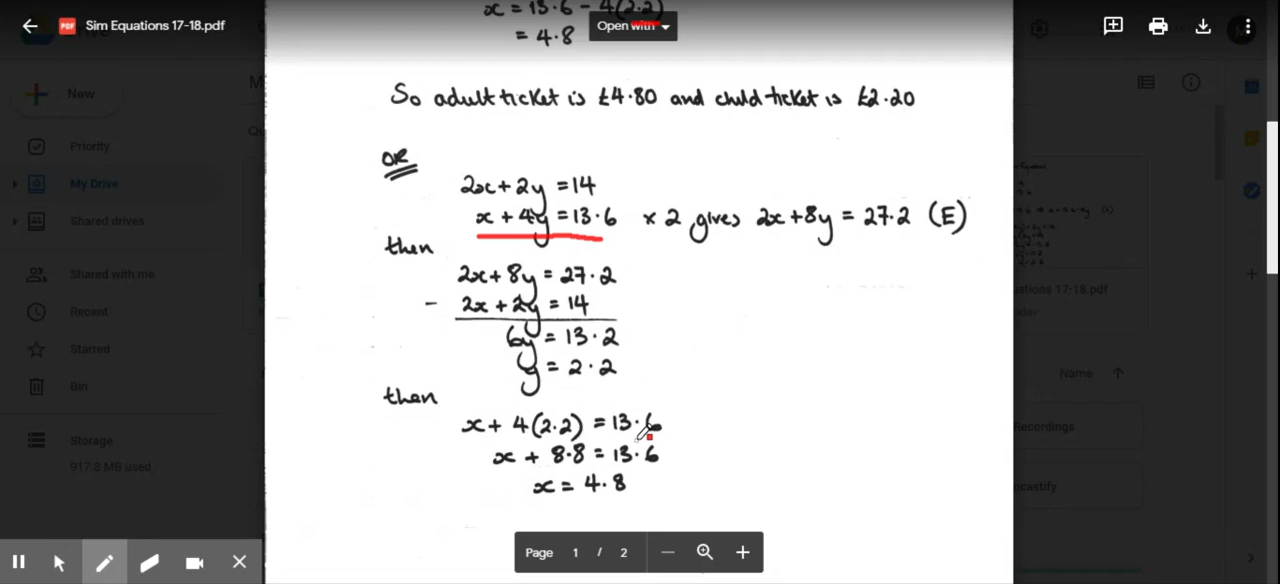 x = 13.6 - 4(2.2)
Sim Equations 17-18.pdf
PDF
Open with
= 4.8
New
So adult ticket is £4.80 and child ticket is £2.20
Priority
OR
My Drive
2x + 2y = 14
Shared drives
x + 4y = 13.6 × 2 gives 2x + 8y = 27.2 (E)
then
Shared with me
2x + 8y = 27.2
- 2x + 2y = 14
Recent
6y = 13.2
Starred
y = 2.2
Name
Bin
then
x + 4(2.2) = 13.6
Recordings
Storage
x + 8.8 = 13.6
917.8 MB used
x = 4.8
Page 1 / 2